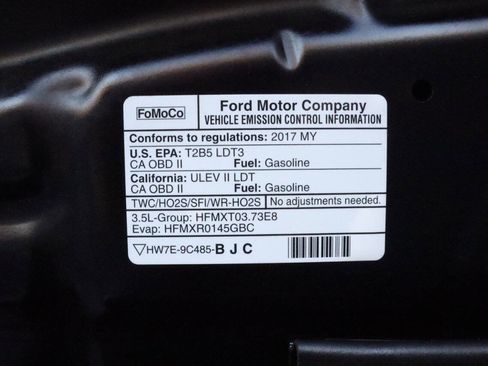 FoMoCo
Ford Motor Company
VEHICLE EMISSION CONTROL INFORMATION
Conforms to regulations: 2017 MY
U.S. EPA: T2B5 LDT3
CA OBD II Fuel: Gasoline
California: ULEV II LDT
CA OBD II Fuel: Gasoline
TWC/HO2S/SFI/WR-HO2S No adjustments needed.
3.5L-Group: HFMXT03.73E8
Evap: HFMXR0145GBC
HW7E-9C485-B J C